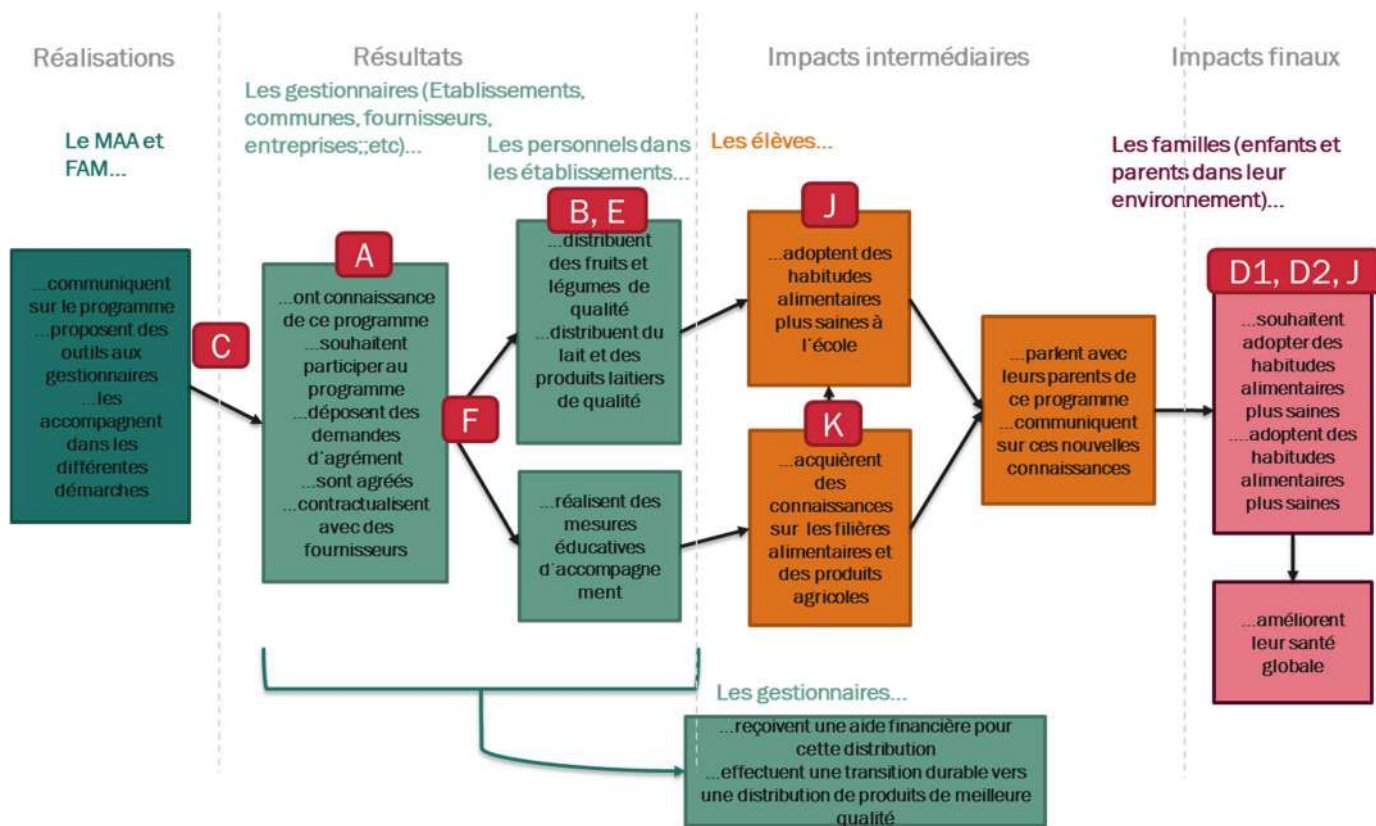 Réalisations
Résultats
Impacts intermédiaires
Impacts finaux
Le MAA et
FAM...
Les gestionnaires (Etablissements,
communes, fournisseurs,
entreprises;;etc)...
Les personnels dans
les établissements...
Les élèves...
Les familles (enfants et
parents dans leur
environnement)...
...communiquent
sur le programme
...proposent des
outils aux
gestionnaires
...les
accompagnent
dans les
différentes
démarches
C
A
...ont connaissance
de ce programme
...souhaitent
participer au
programme
...déposent des
demandes
d'agrément
...sont agréés
...contractualisent
avec des
fournisseurs
F
B, E
...distribuent
des fruits et
légumes de
qualité
...distribuent du
lait et des
produits laitiers
de qualité
...réalisent des
mesures
éducatives
d'accompagne
ment
J
...adoptent des
habitudes
alimentaires
plus saines à
l'école
K
...acquièrent
des
connaissances
sur les filières
alimentaires et
des produits
agricoles
...parlent avec
leurs parents de
ce programme
...communiquent
sur ces nouvelles
connaissances
D1, D2, J
...souhaitent
adopter des
habitudes
alimentaires
plus saines
....adoptent des
habitudes
alimentaires
plus saines
...améliorent
leur santé
globale
Les gestionnaires...
...reçoivent une aide financière pour
cette distribution
...effectuent une transition durable vers
une distribution de produits de meilleure
qualité